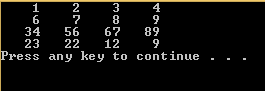 1 2 3 4
6 7 8 9
34 56 67 89
23 22 12 9
Press any key to continue . . .